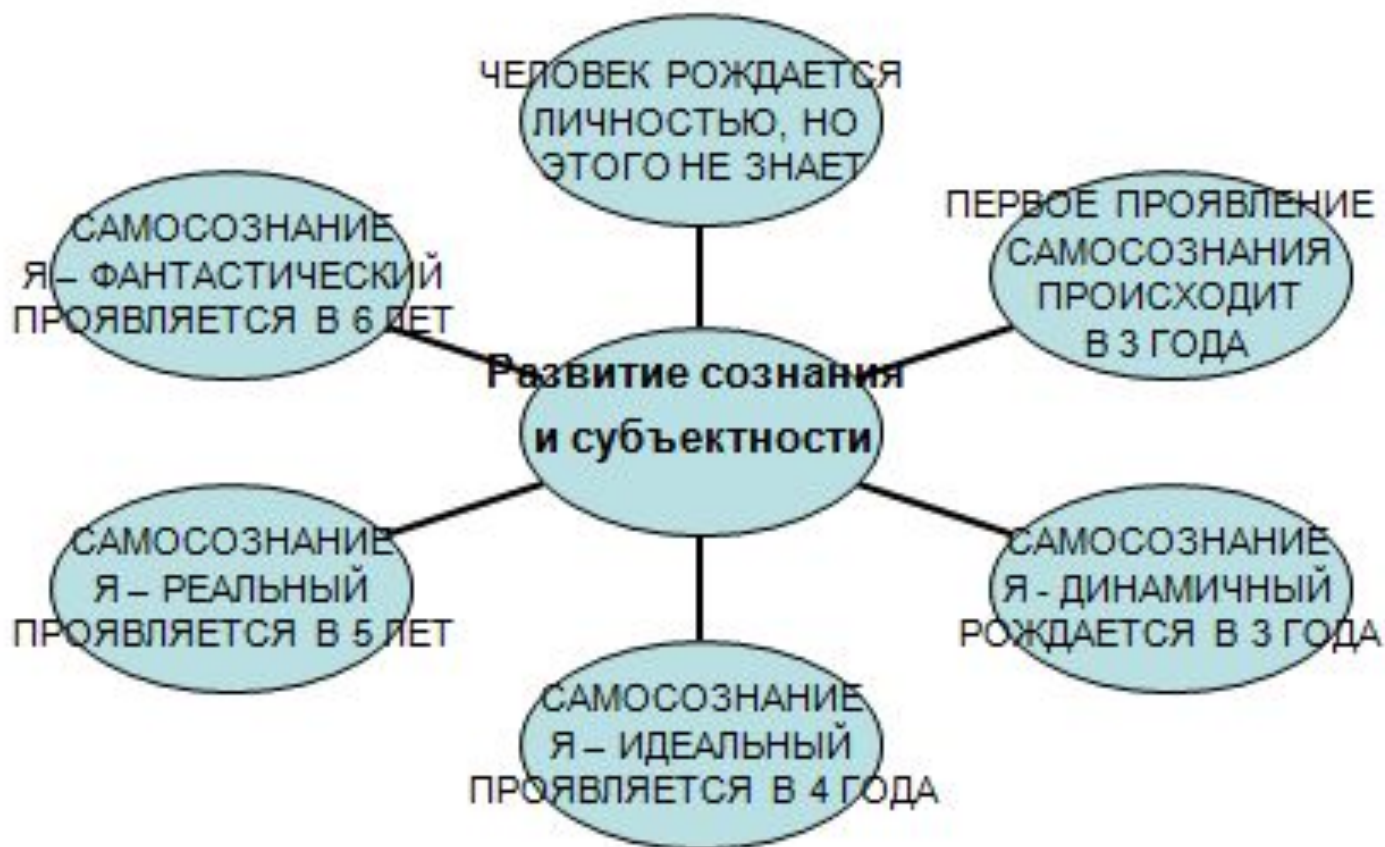 ЧЕЛОВЕК РОЖДАЕТСЯ
ЛИЧНОСТЬЮ, НО
ЭТОГО НЕ ЗНАЕТ
ПЕРВОЕ ПРОЯВЛЕНИЕ
САМОСОЗНАНИЯ
ПРОИСХОДИТ
В 3 ГОДА
САМОСОЗНАНИЕ
Я - ДИНАМИЧНЫЙ
РОЖДАЕТСЯ В 3 ГОДА
САМОСОЗНАНИЕ
Я – ИДЕАЛЬНЫЙ
ПРОЯВЛЯЕТСЯ В 4 ГОДА
САМОСОЗНАНИЕ
Я – РЕАЛЬНЫЙ
ПРОЯВЛЯЕТСЯ В 5 ЛЕТ
САМОСОЗНАНИЕ
Я – ФАНТАСТИЧЕСКИЙ
ПРОЯВЛЯЕТСЯ В 6 ЛЕТ
Развитие сознания
и субъектности